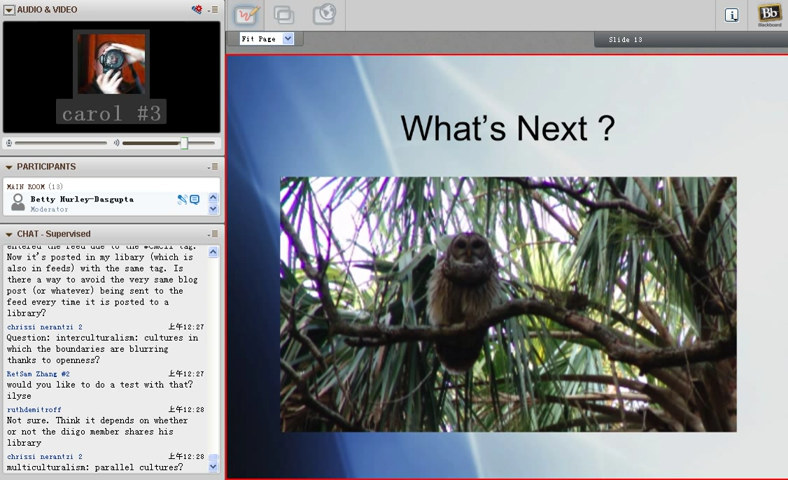 AUDIO & VIDEO
carol #3
PARTICIPANTS
MAIN ROOM (13)
Betty Hurley-Dasgupta
Moderator
CHAT - Supervised
entered the feed due to the #cmc11 tag.
Now it's posted in my libary (which is
also in feeds) with the same tag. Is
there a way to avoid the very same blog
post (or whatever) being sent to the
feed every time it is posted to a
library?
chrissi nerantzi 2 上午12:27
Question: interculturalism: cultures in
which the boundaries are blurring
thanks to openness?
RetSam Zhang #2 上午12:27
would you like to do a test with that?
ilyse
ruthdemitroff 上午12:28
Not sure. Think it depends on whether
or not the diigo member shares his
library
chrissi nerantzi 2 上午12:28
multiculturalism: parallel cultures?
Fit Page
Slide 13
i
Bb
Blackboard
What's Next ?